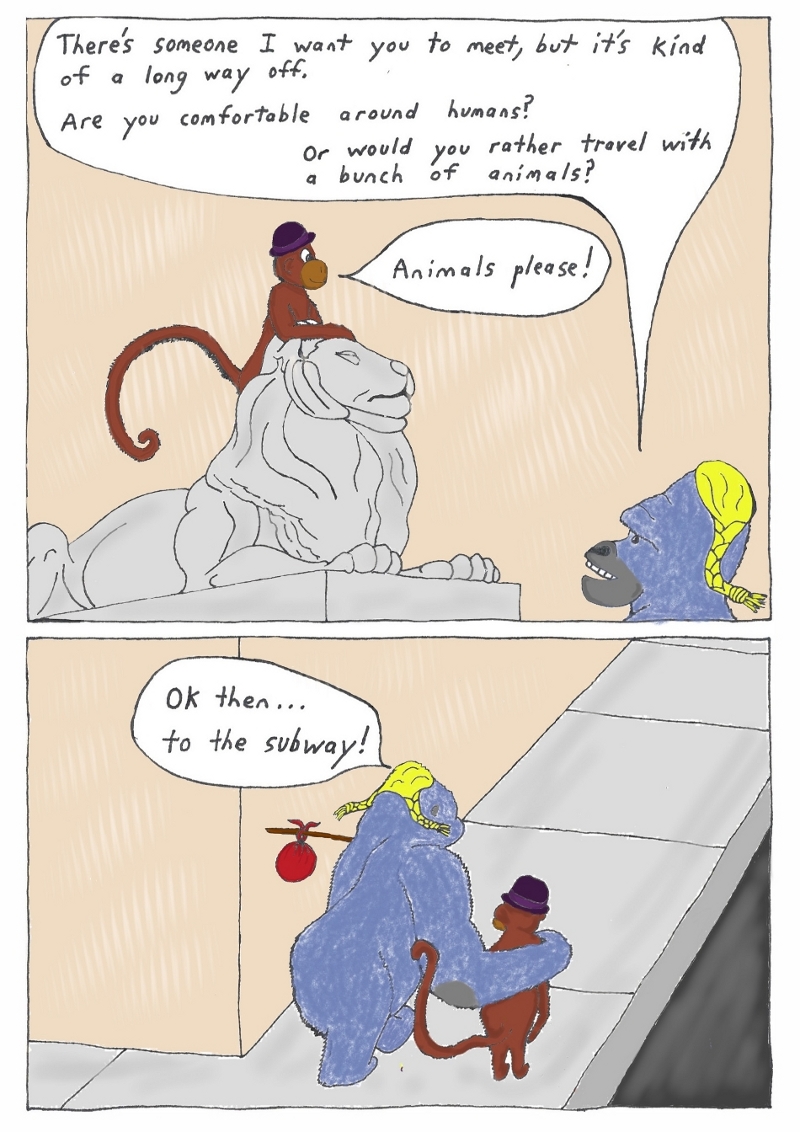 There's someone I want you to meet, but it's kind
of a long way off.
Are you comfortable around humans?
Or would you rather travel with
a bunch of animals?
Animals please!
Ok then...
to the subway!